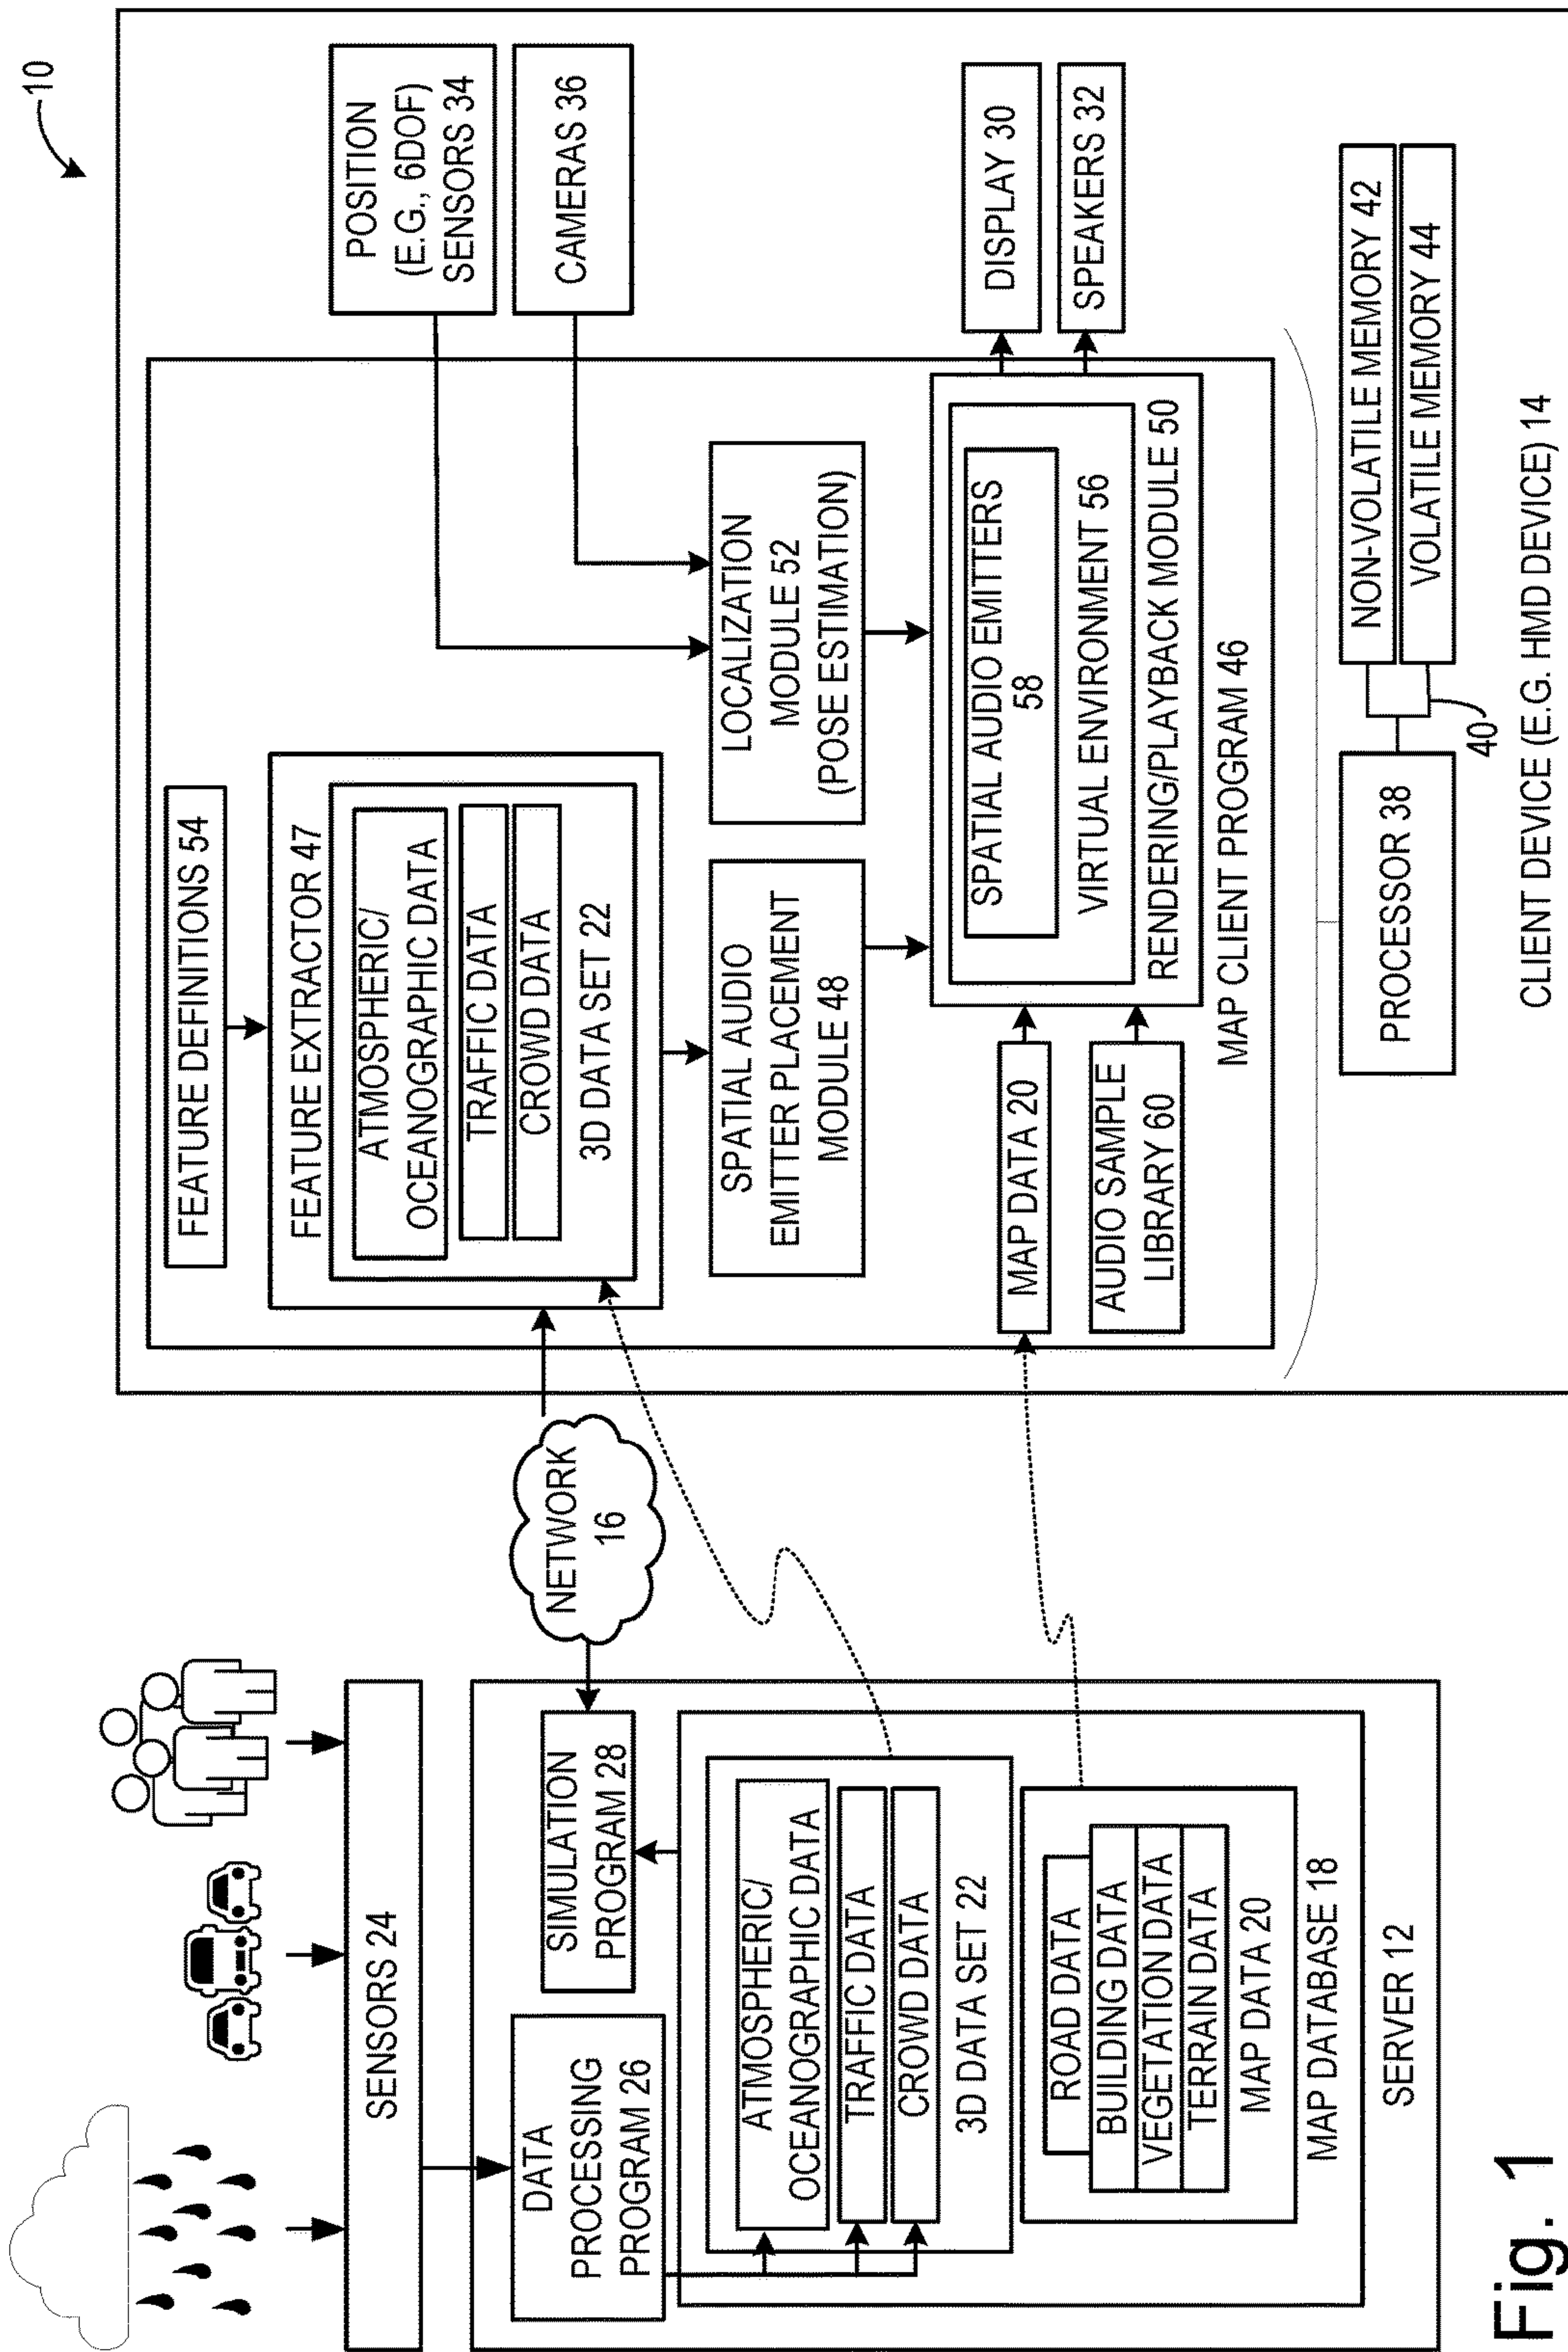 10
SENSORS 24
DATA
PROCESSING
PROGRAM 26
SIMULATION
PROGRAM 28
ATMOSPHERIC/
OCEANOGRAPHIC DATA
TRAFFIC DATA
CROWD DATA
3D DATA SET 22
ROAD DATA
BUILDING DATA
VEGETATION DATA
TERRAIN DATA
MAP DATA 20
MAP DATABASE 18
SERVER 12
NETWORK
16
FEATURE DEFINITIONS 54
FEATURE EXTRACTOR 47
ATMOSPHERIC/
OCEANOGRAPHIC DATA
TRAFFIC DATA
CROWD DATA
3D DATA SET 22
SPATIAL AUDIO
EMITTER PLACEMENT
MODULE 48
LOCALIZATION
MODULE 52
(POSE ESTIMATION)
POSITION
(E.G., 6DOF)
SENSORS 34
CAMERAS 36
MAP DATA 20
AUDIO SAMPLE
LIBRARY 60
SPATIAL AUDIO EMITTERS
58
VIRTUAL ENVIRONMENT 56
RENDERING/PLAYBACK MODULE 50
MAP CLIENT PROGRAM 46
DISPLAY 30
SPEAKERS 32
PROCESSOR 38
40
NON-VOLATILE MEMORY 42
VOLATILE MEMORY 44
CLIENT DEVICE (E.G. HMD DEVICE) 14
Fig. 1